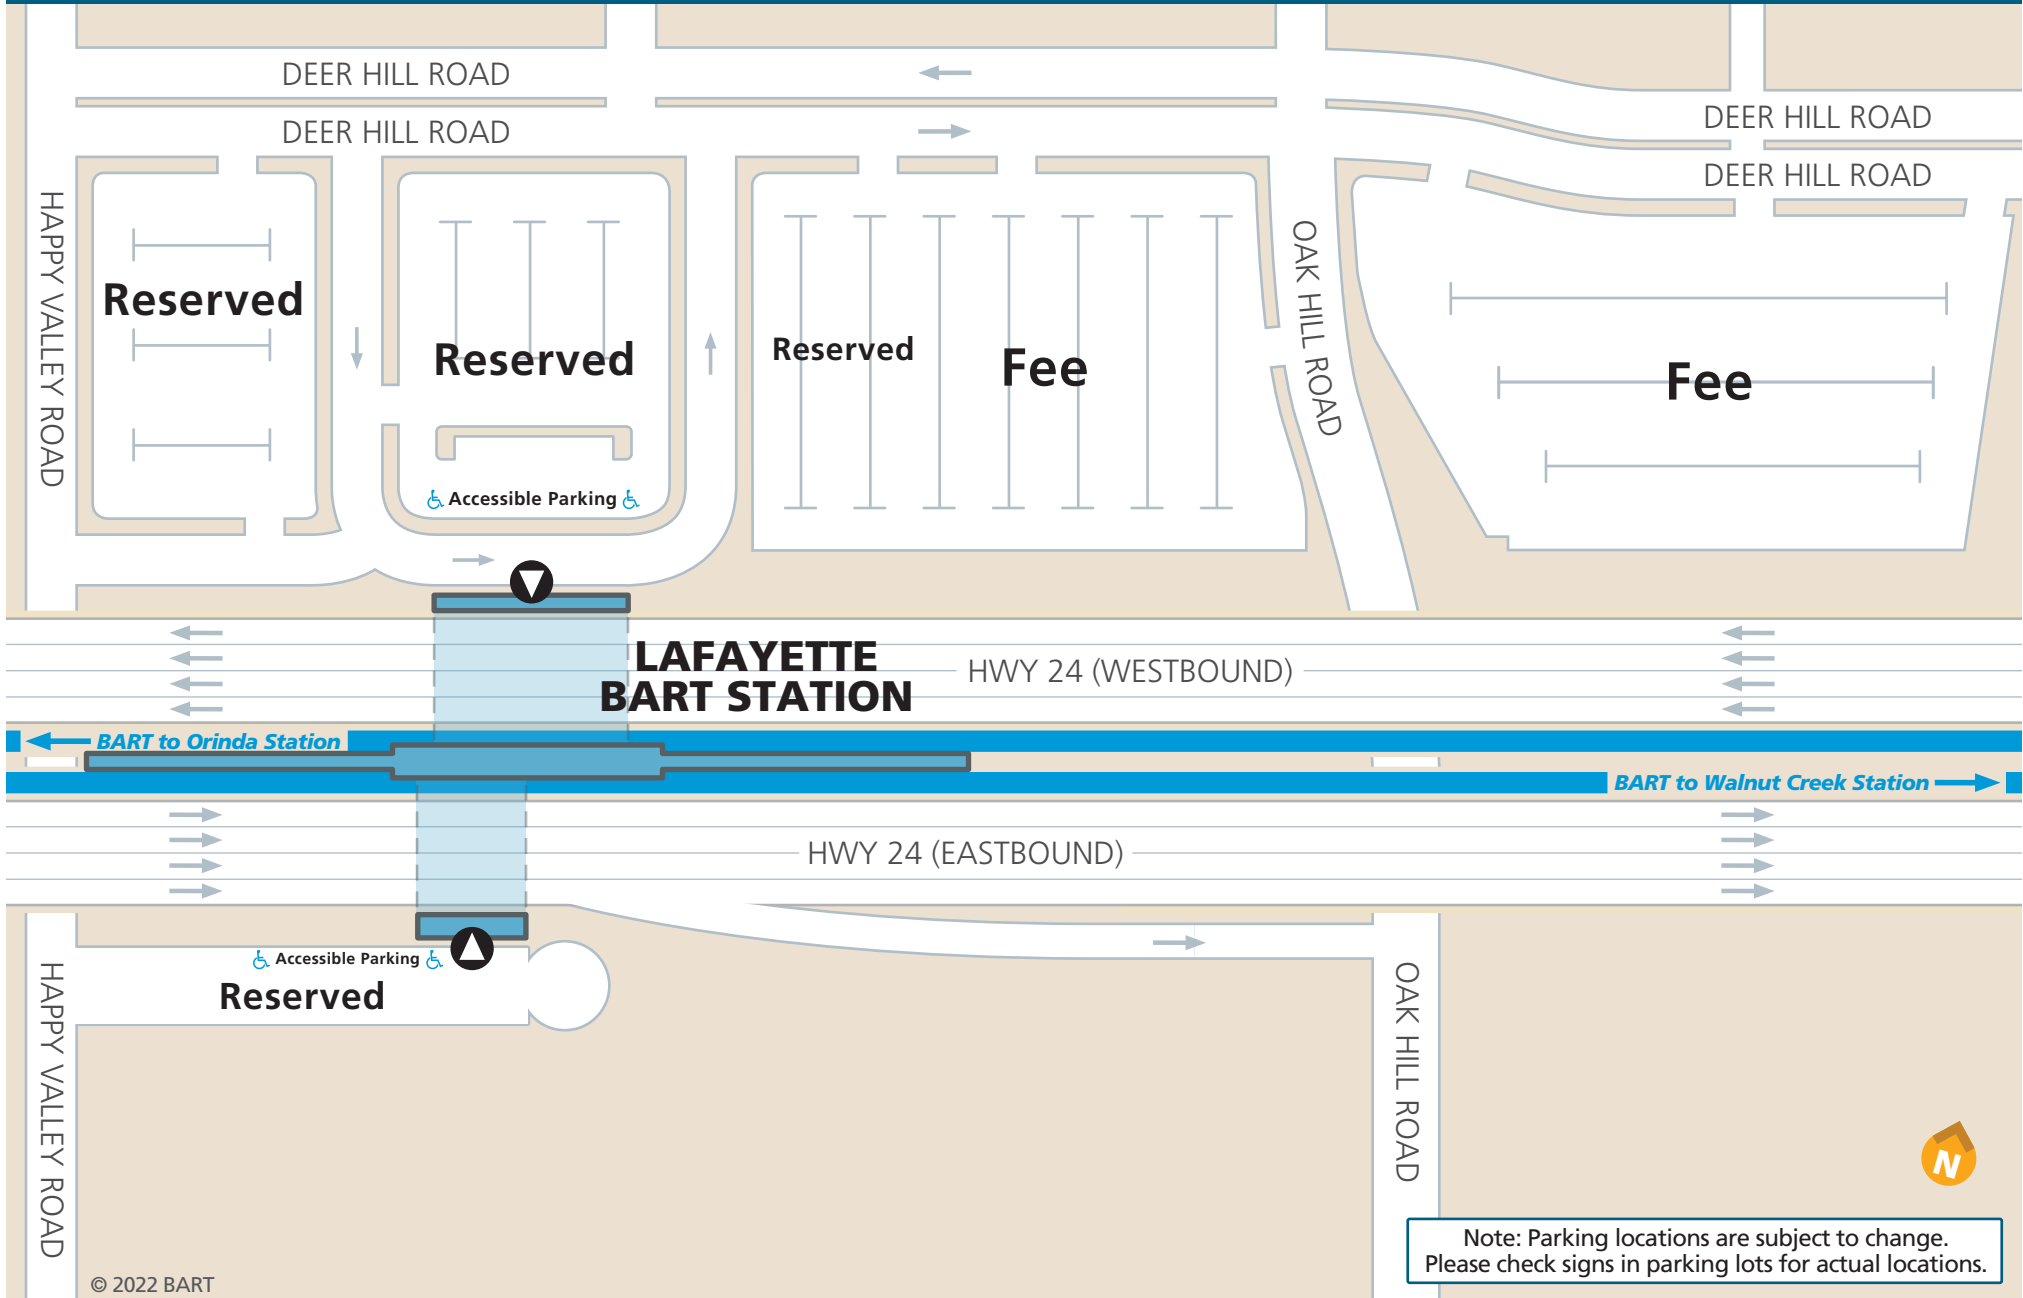 DEER HILL ROAD
DEER HILL ROAD
DEER HILL ROAD
DEER HILL ROAD
HAPPY VALLEY ROAD
OAK HILL ROAD
Reserved
Reserved
Reserved
Fee
Fee
Accessible Parking
LAFAYETTE
BART STATION
HWY 24 (WESTBOUND)
BART to Orinda Station
BART to Walnut Creek Station
HWY 24 (EASTBOUND)
Accessible Parking
Reserved
HAPPY VALLEY ROAD
OAK HILL ROAD
N
Note: Parking locations are subject to change.
Please check signs in parking lots for actual locations.
© 2022 BART